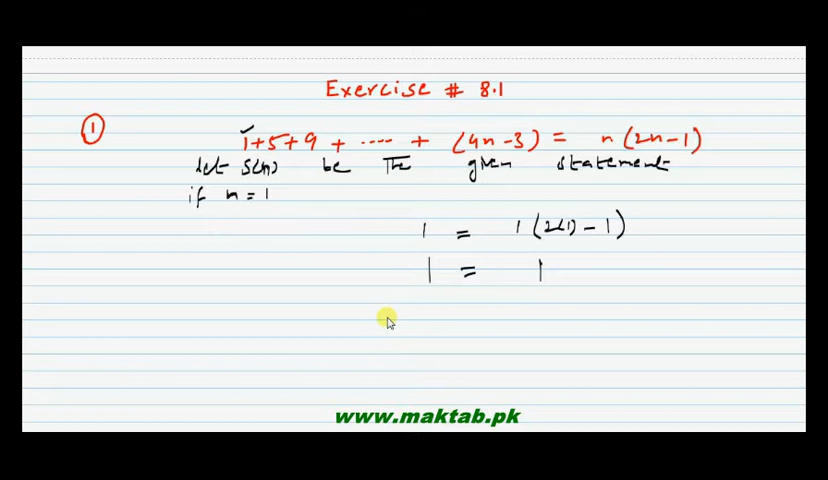 Exercise # 8.1
① 1+5+9 + ..... + (4n-3) = n(2n-1)
Let S(n) be The given statement
if n = 1
1 = 1(2(1) - 1)
1 = 1
www.maktab.pk